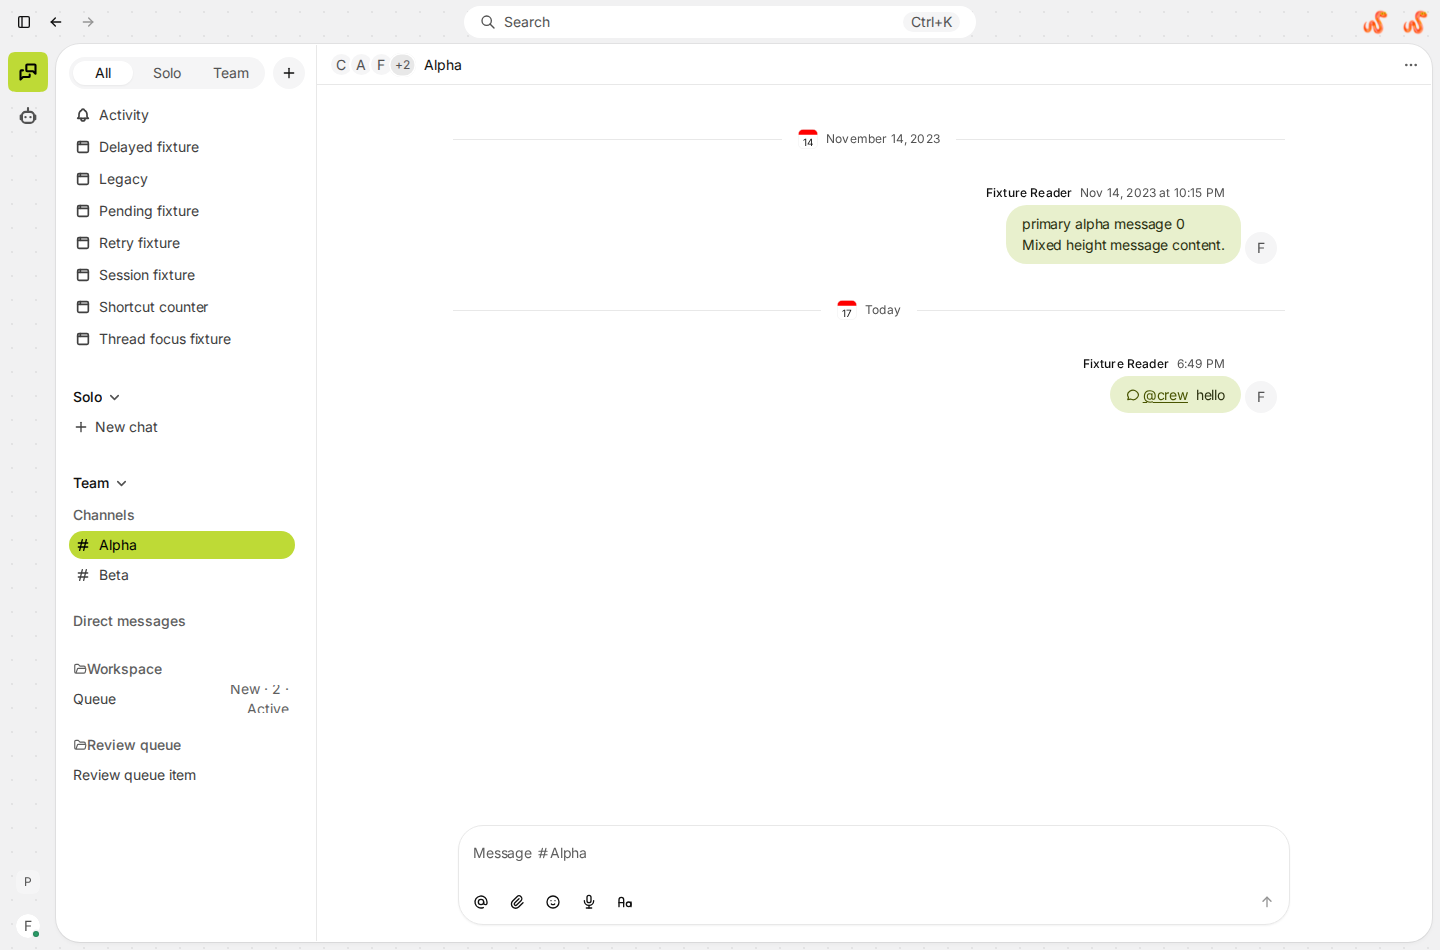 Search
Ctrl+K
All
Solo
Team
Activity
Delayed fixture
Legacy
Pending fixture
Retry fixture
Session fixture
Shortcut counter
Thread focus fixture
Solo
New chat
Team
Channels
# Alpha
# Beta
Direct messages
Workspace
Queue
New · 2 ·
Active
Review queue
Review queue item
P
F
C A F +2 Alpha
14 November 14, 2023
Fixture Reader Nov 14, 2023 at 10:15 PM
primary alpha message 0
Mixed height message content.
F
17 Today
Fixture Reader 6:49 PM
@crew hello
F
Message #Alpha
Aa